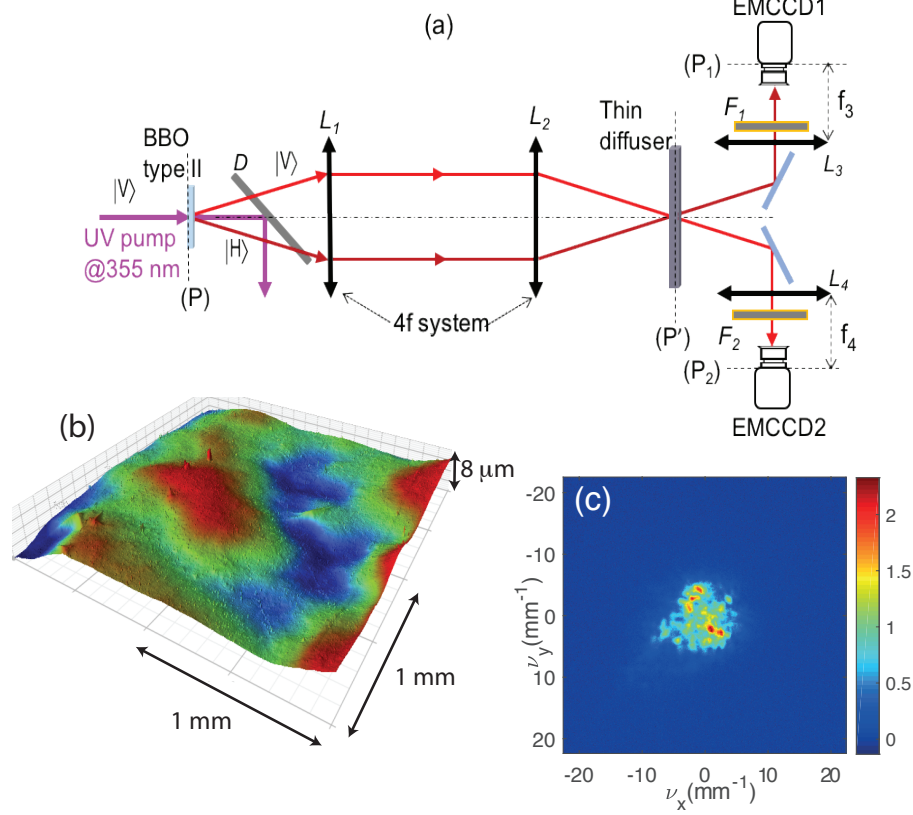 (a)
EMCCD1
(P₁)
f₃
F₁
L₃
Thin
diffuser
BBO
type II
D
L₁
L₂
|V⟩
|V⟩
|H⟩
UV pump
@355 nm
(P)
4f system
(P')
L₄
F₂
f₄
(P₂)
EMCCD2
(b)
8 μm
1 mm
1 mm
(c)
-20
-10
0
10
20
ν_y(mm⁻¹)
-20
-10
0
10
20
ν_x(mm⁻¹)
2
1.5
1
0.5
0